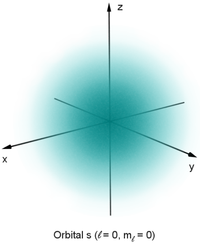 z
x
y
Orbital s (ℓ = 0, mℓ = 0)